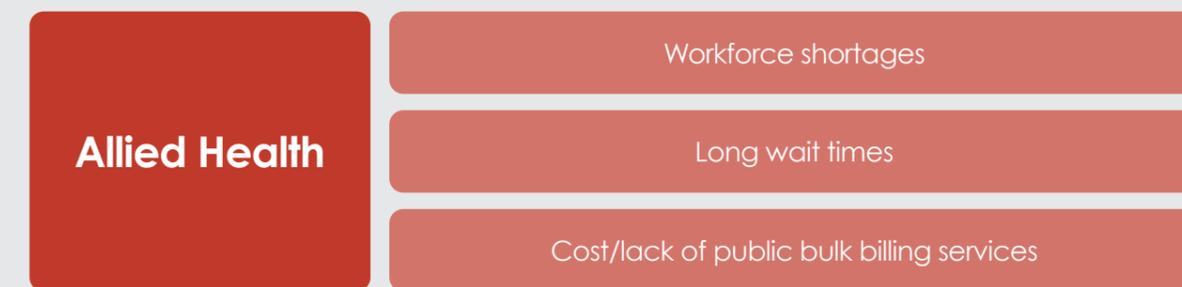 Allied Health
Workforce shortages
Long wait times
Cost/lack of public bulk billing services